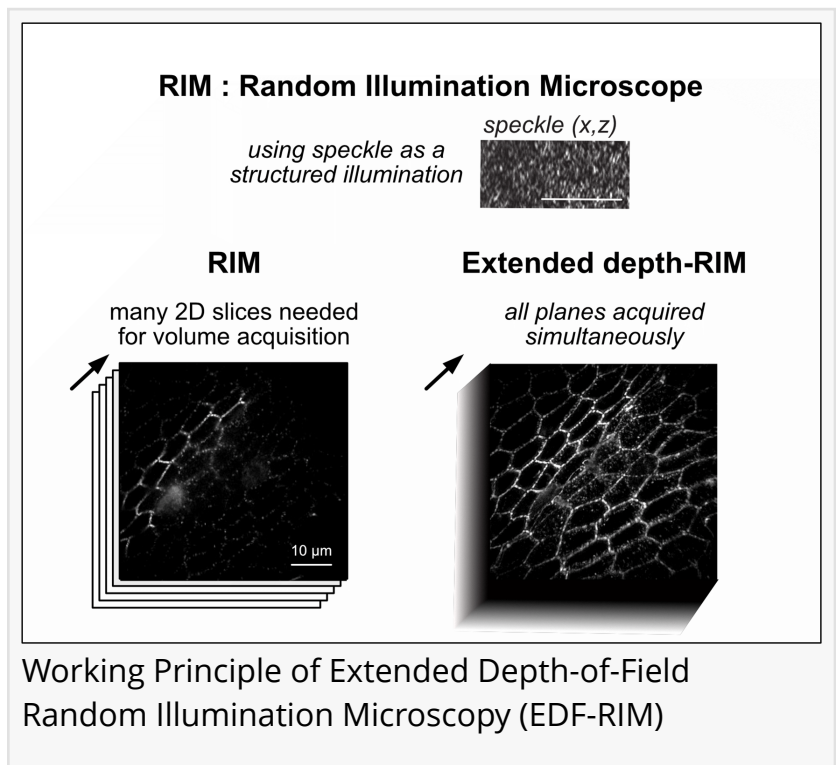 RIM : Random Illumination Microscope
using speckle as a
structured illumination
speckle (x,z)
RIM
many 2D slices needed
for volume acquisition
10 µm
Extended depth-RIM
all planes acquired
simultaneously
Working Principle of Extended Depth-of-Field
Random Illumination Microscopy (EDF-RIM)